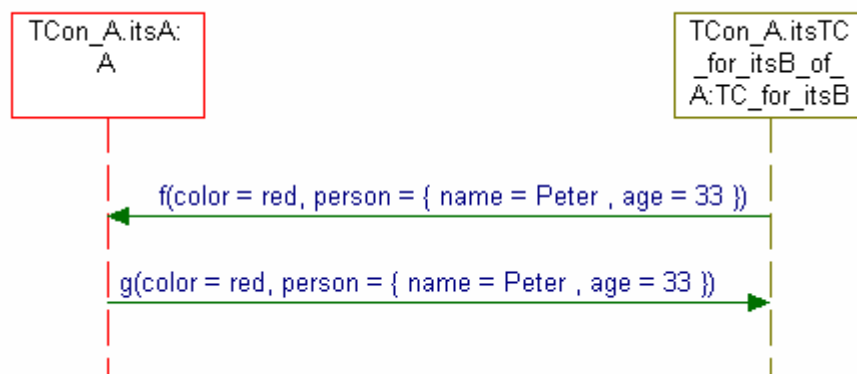 TCon_A.itsA:
A
TCon_A.itsTC
_for_itsB_of_
A:TC_for_itsB
f(color = red, person = { name = Peter , age = 33 })
g(color = red, person = { name = Peter , age = 33 })